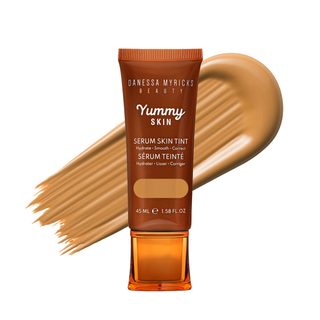 DANESSA MYRICKS
BEAUTY
Yummy
SKIN
SERUM SKIN TINT
Hydrate • Smooth • Correct
SÉRUM TEINTÉ
Hydrater • Lisser • Corriger
45 ML ℮ 1.58 FL. OZ